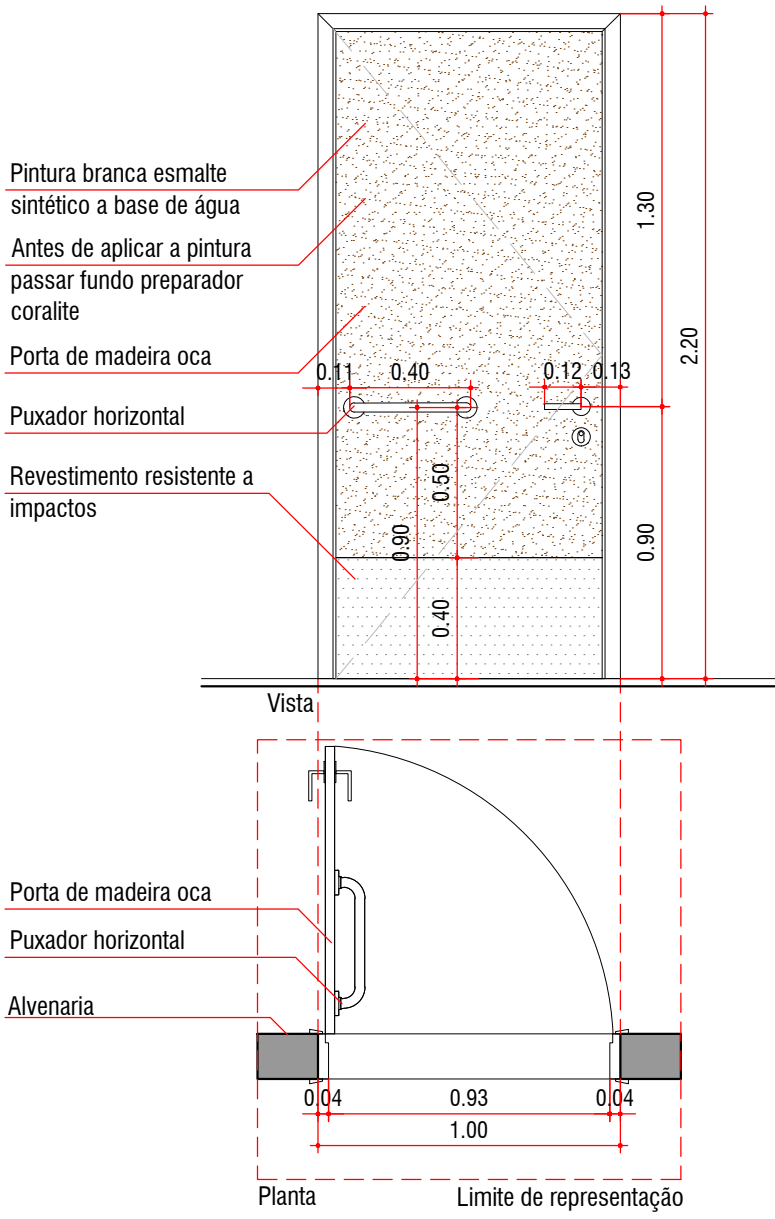 Pintura branca esmalte
sintético a base de água
Antes de aplicar a pintura
passar fundo preparador
coralite
Porta de madeira oca
Puxador horizontal
Revestimento resistente a
impactos
1.30
2.20
0.11
0,40
0.12
0.13
0.50
0.90
0.90
0.40
Vista
Porta de madeira oca
Puxador horizontal
Alvenaria
0.04
0.93
0.04
1.00
Planta
Limite de representação